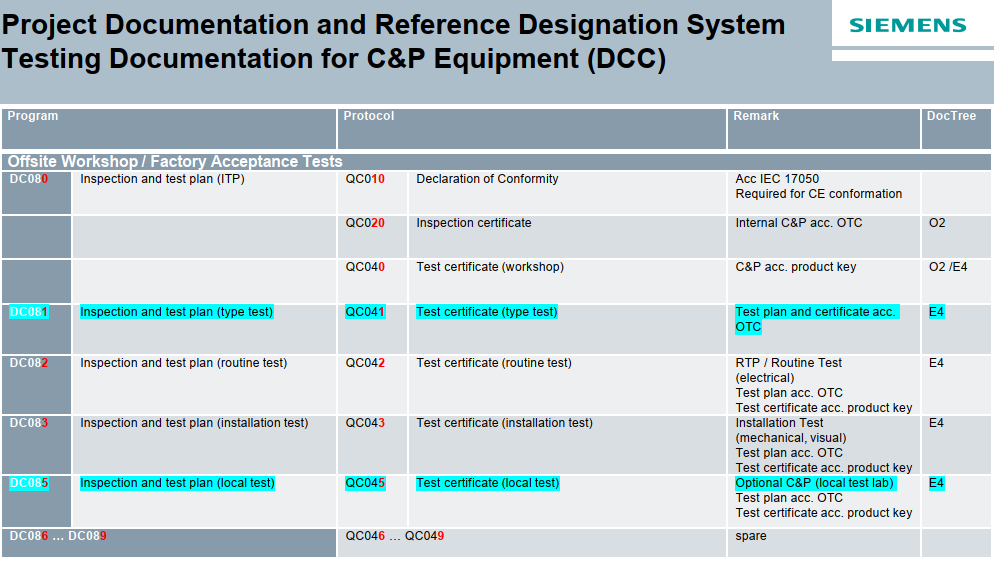 Project Documentation and Reference Designation System
Testing Documentation for C&P Equipment (DCC)
SIEMENS
Program Protocol Remark DocTree
Offsite Workshop / Factory Acceptance Tests
DC080 Inspection and test plan (ITP) QC010 Declaration of Conformity Acc IEC 17050
Required for CE conformation
QC020 Inspection certificate Internal C&P acc. OTC O2
QC040 Test certificate (workshop) C&P acc. product key O2 /E4
DC081 Inspection and test plan (type test) QC041 Test certificate (type test) Test plan and certificate acc. E4
OTC
DC082 Inspection and test plan (routine test) QC042 Test certificate (routine test) RTP / Routine Test E4
(electrical)
Test plan acc. OTC
Test certificate acc. product key
DC083 Inspection and test plan (installation test) QC043 Test certificate (installation test) Installation Test E4
(mechanical, visual)
Test plan acc. OTC
Test certificate acc. product key
DC085 Inspection and test plan (local test) QC045 Test certificate (local test) Optional C&P (local test lab) E4
Test plan acc. OTC
Test certificate acc. product key
DC086 … DC089 QC046 … QC049 spare